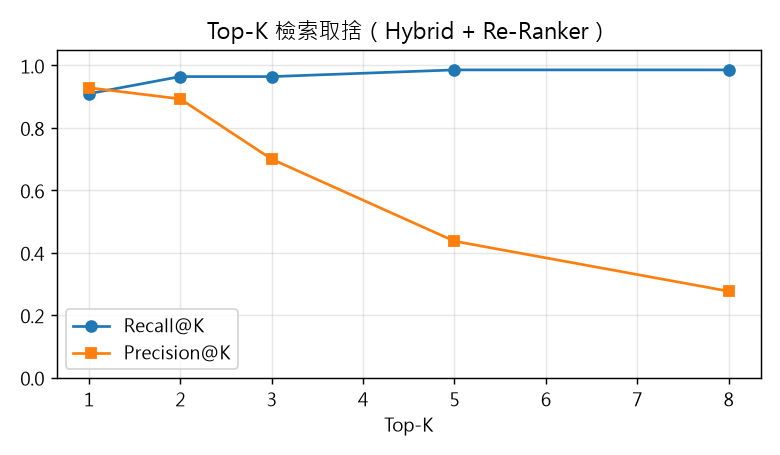 Top-K 檢索取捨（Hybrid + Re-Ranker）
1.0
0.8
0.6
0.4
0.2
0.0
Recall@K
Precision@K
1 2 3 4 5 6 7 8
Top-K